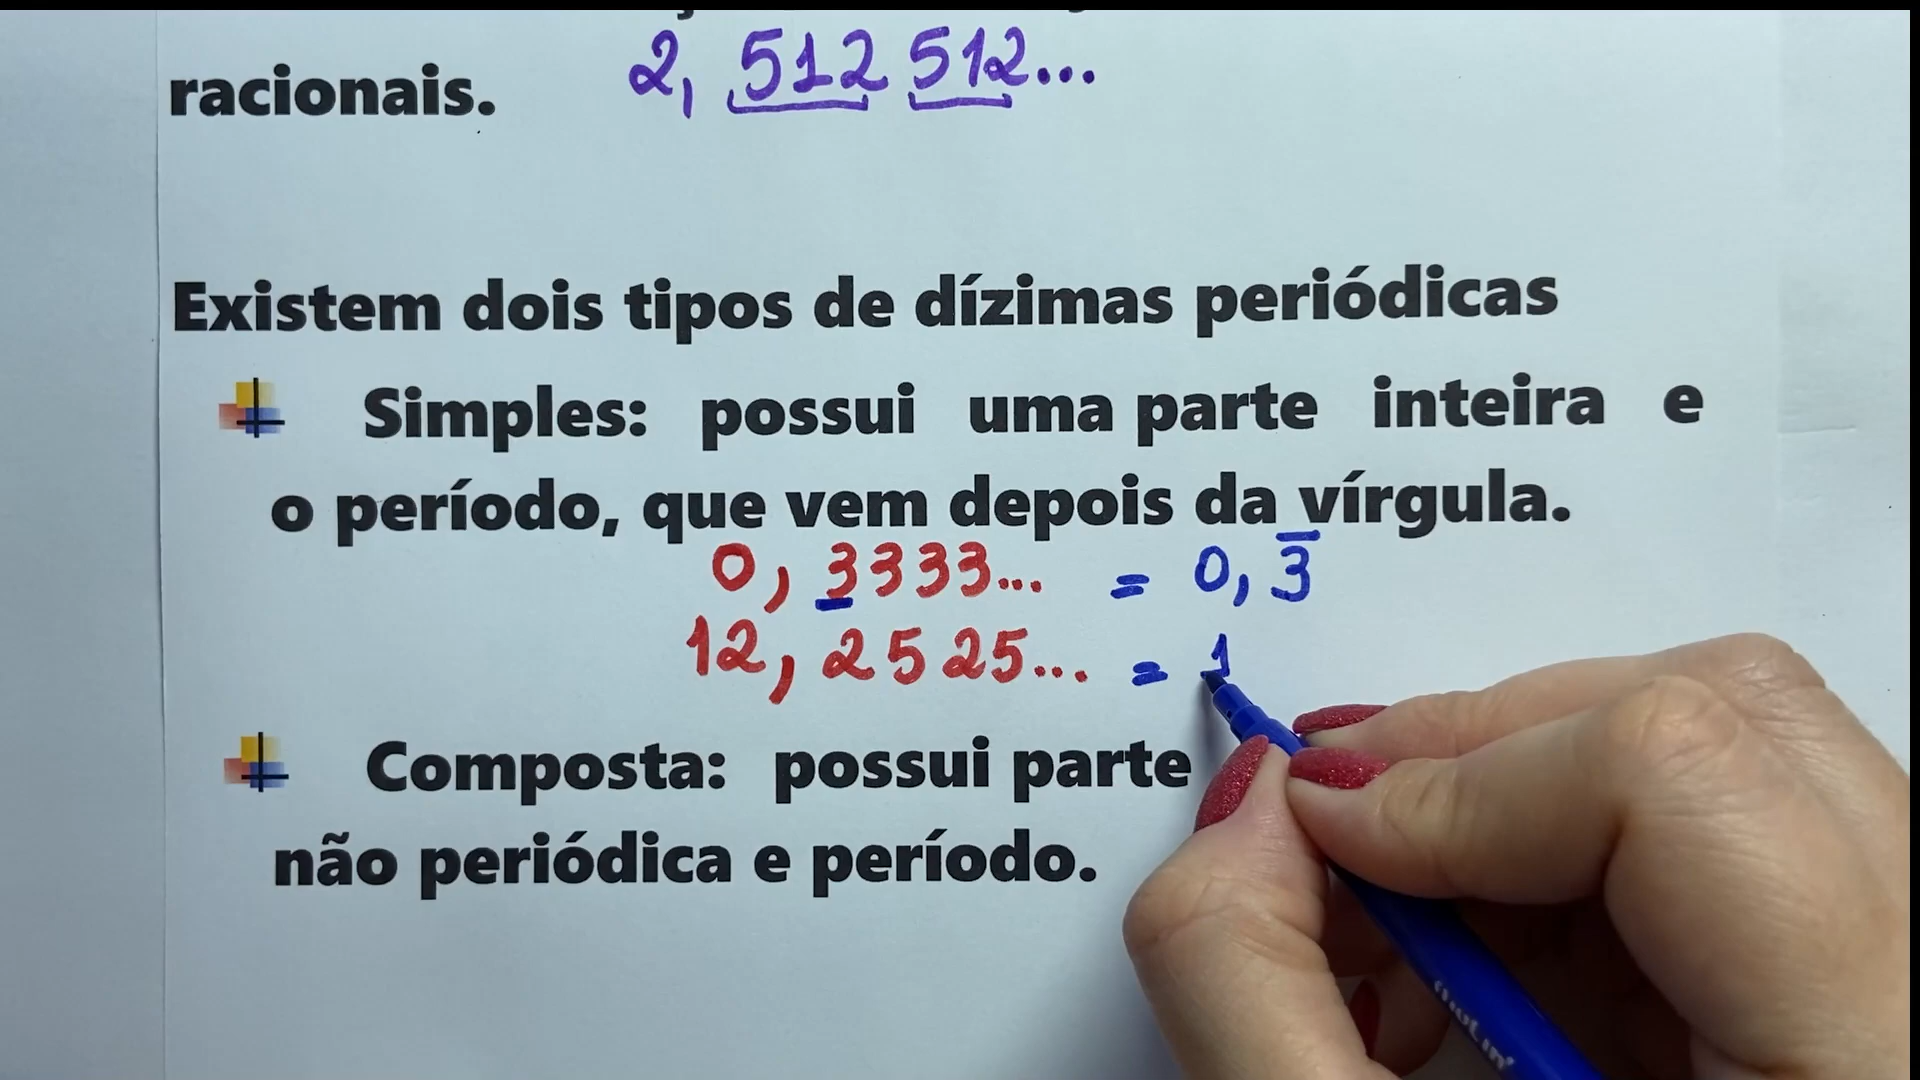 racionais. 2, 512 512...
Existem dois tipos de dízimas periódicas
Simples: possui uma parte inteira e
o período, que vem depois da vírgula.
0, 3333... = 0, 3̅
12, 2525... = 1
Composta: possui parte
não periódica e período.